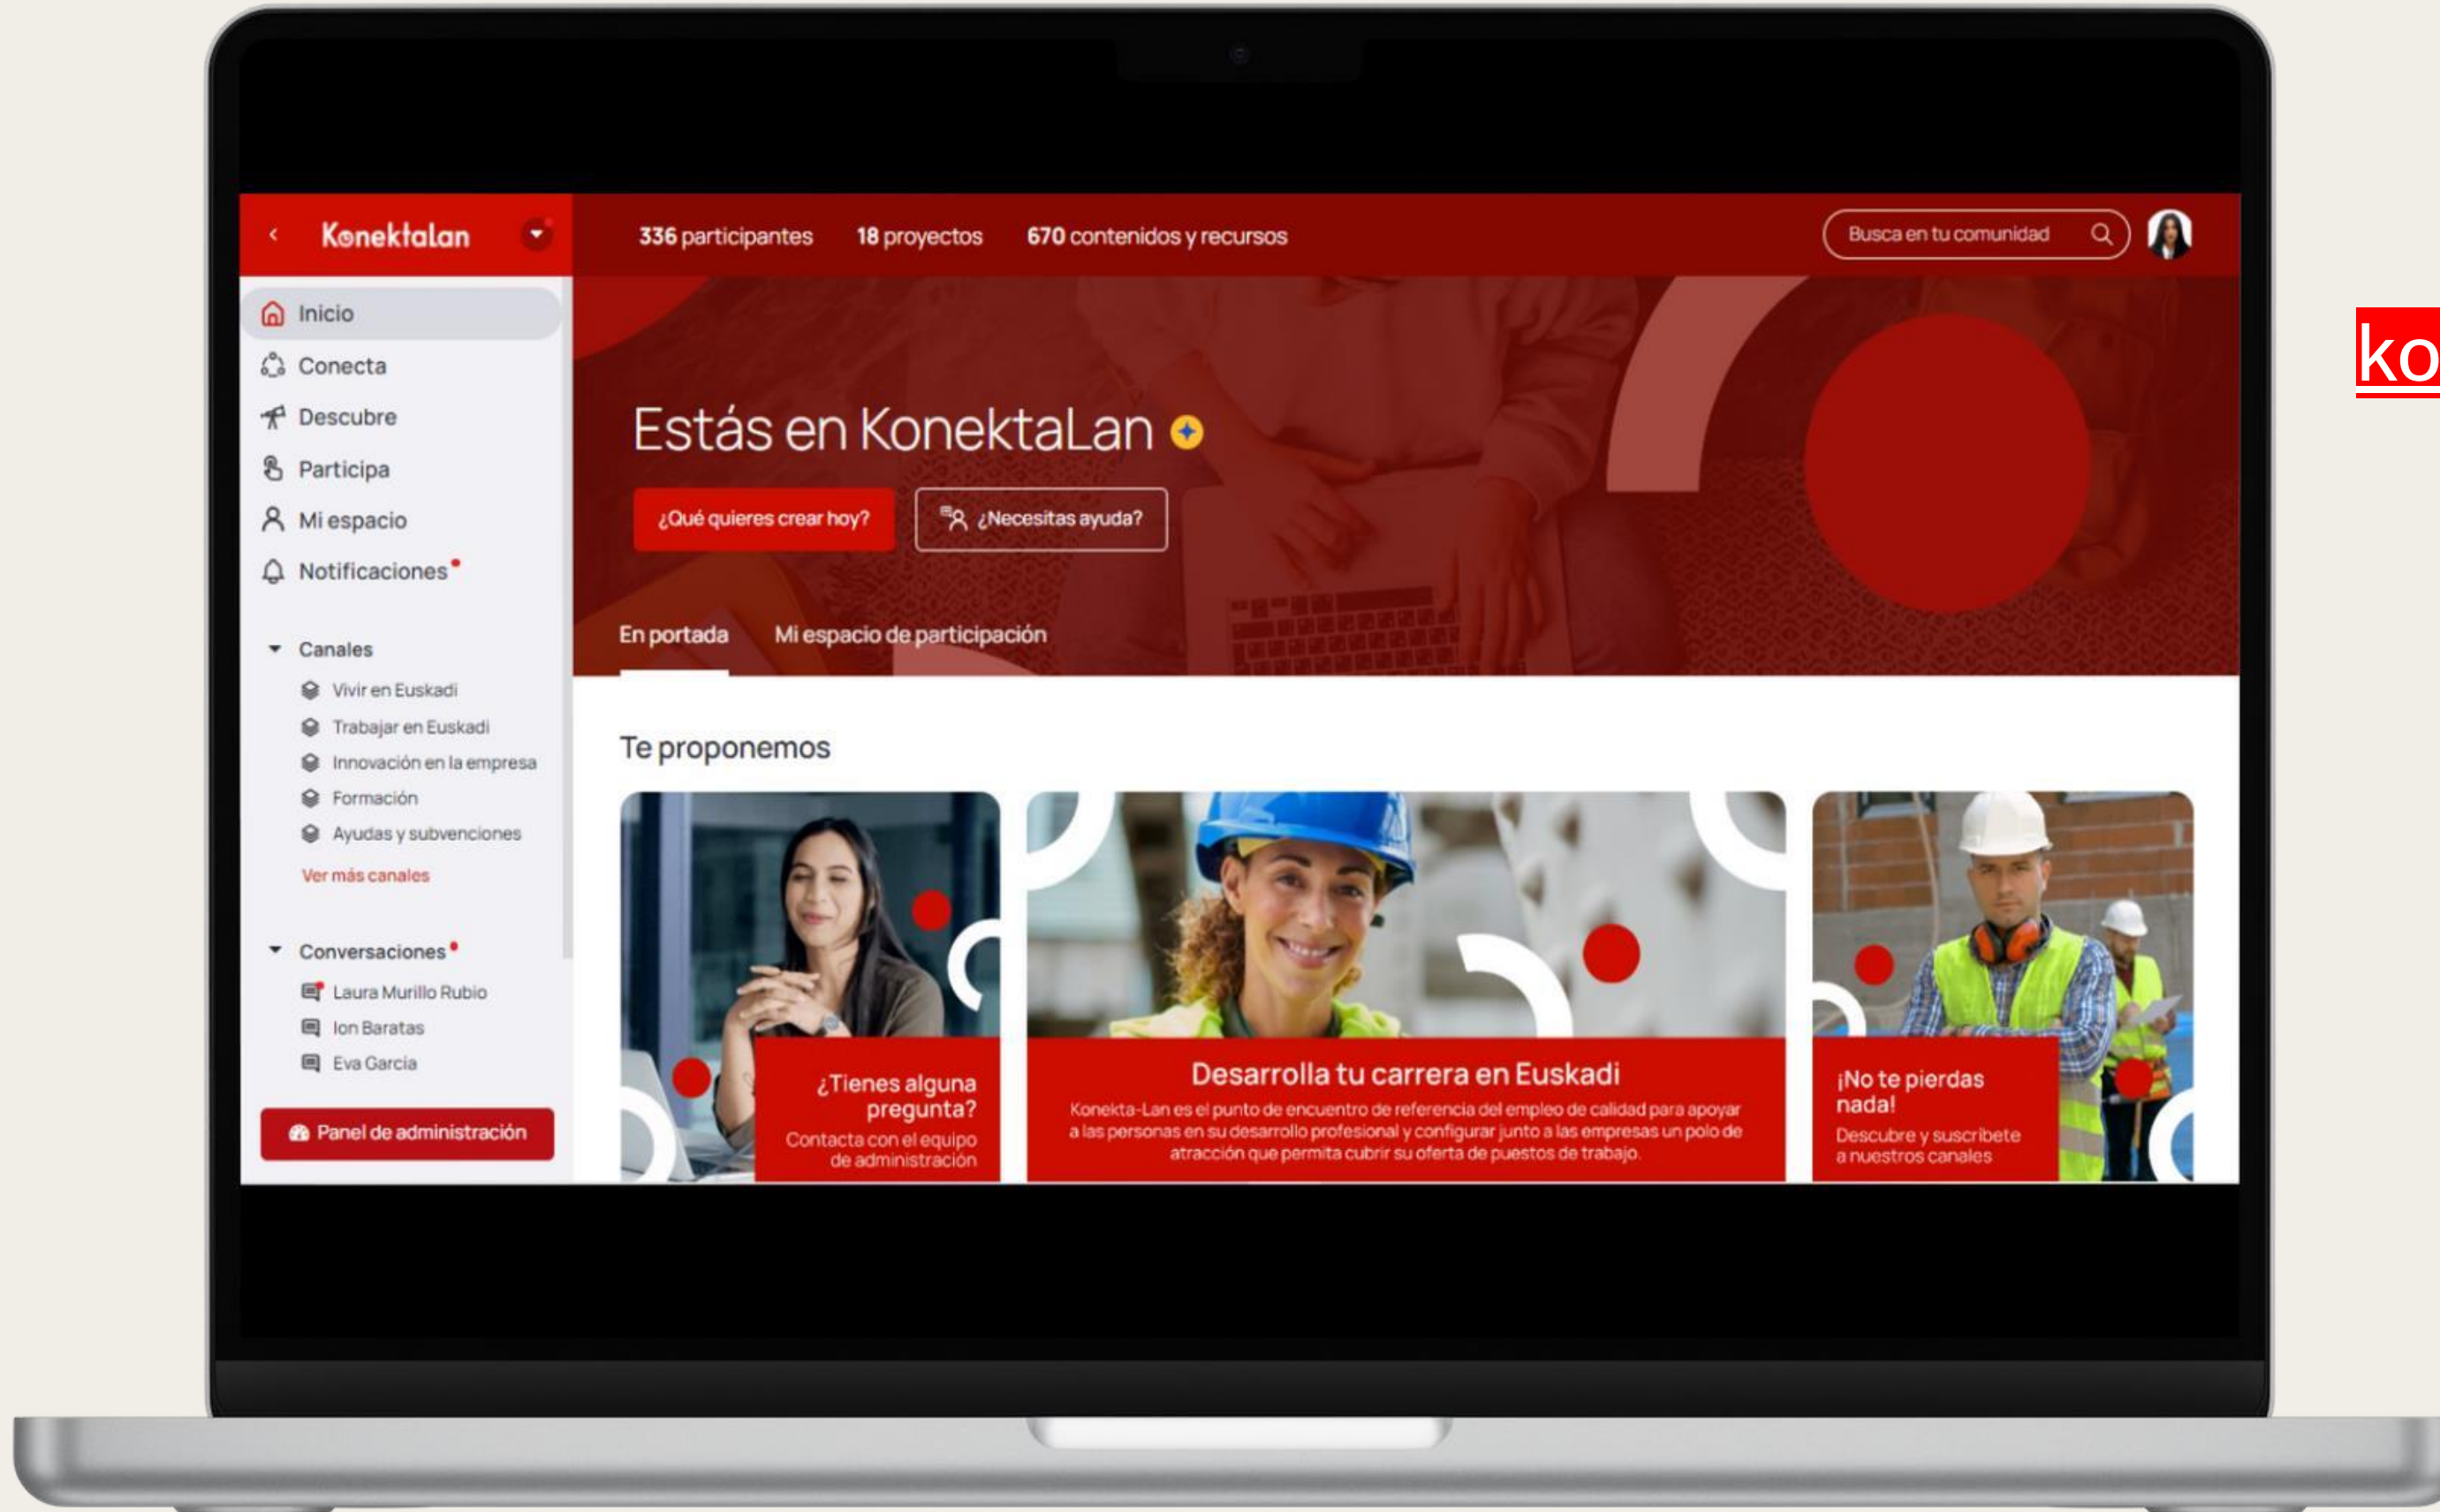 Konektalan
336 participantes 18 proyectos 670 contenidos y recursos
Busca en tu comunidad
Inicio
Conecta
Descubre
Participa
Mi espacio
Notificaciones
Canales
Vivir en Euskadi
Trabajar en Euskadi
Innovación en la empresa
Formación
Ayudas y subvenciones
Ver más canales
Conversaciones
Laura Murillo Rubio
Ion Baratas
Eva García
Panel de administración
Estás en KonektaLan
¿Qué quieres crear hoy?
¿Necesitas ayuda?
En portada Mi espacio de participación
Te proponemos
¿Tienes alguna
pregunta?
Contacta con el equipo
de administración
Desarrolla tu carrera en Euskadi
Konekta-Lan es el punto de encuentro de referencia del empleo de calidad para apoyar
a las personas en su desarrollo profesional y configurar junto a las empresas un polo de
atracción que permita cubrir su oferta de puestos de trabajo.
¡No te pierdas
nada!
Descubre y suscríbete
a nuestros canales
ko